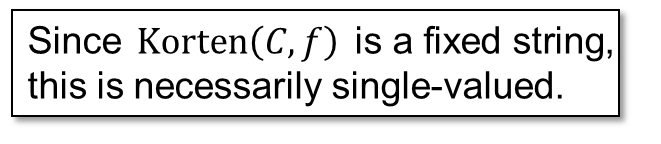 Since Korten(C, f) is a fixed string,
this is necessarily single-valued.